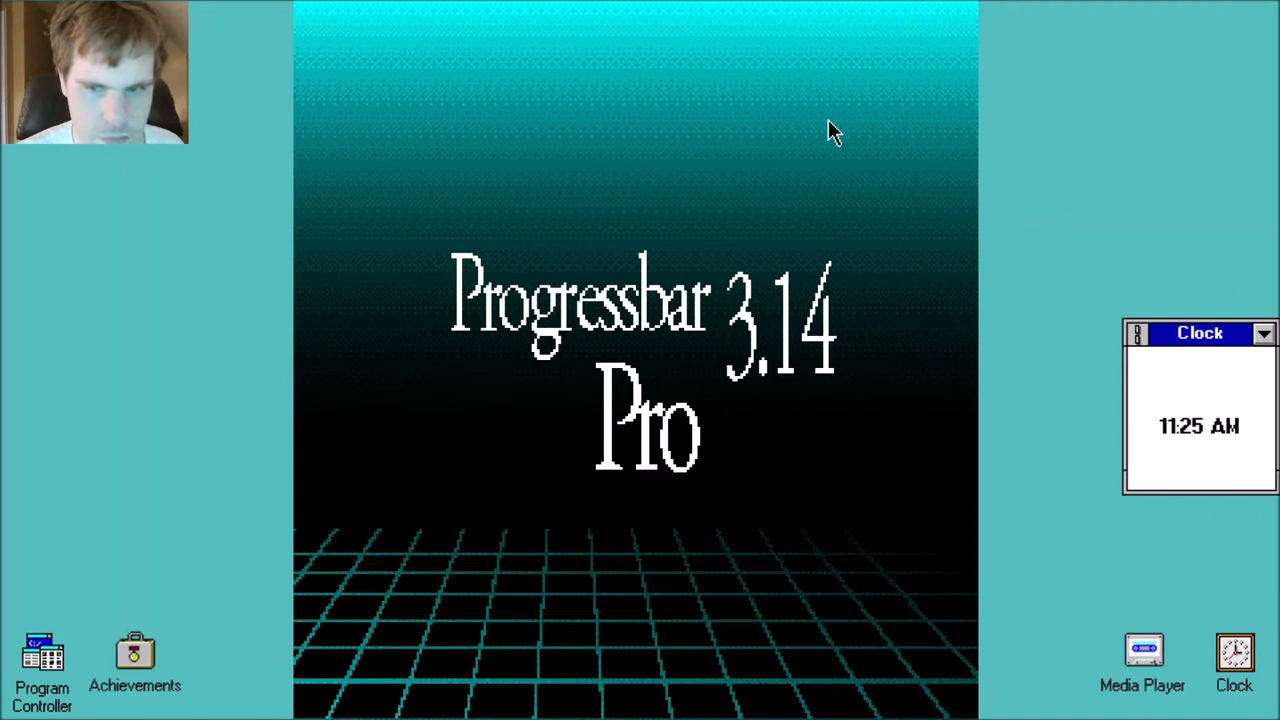 Progressbar 3.14
Pro
Clock
11:25 AM
Program
Controller
Achievements
Media Player
Clock